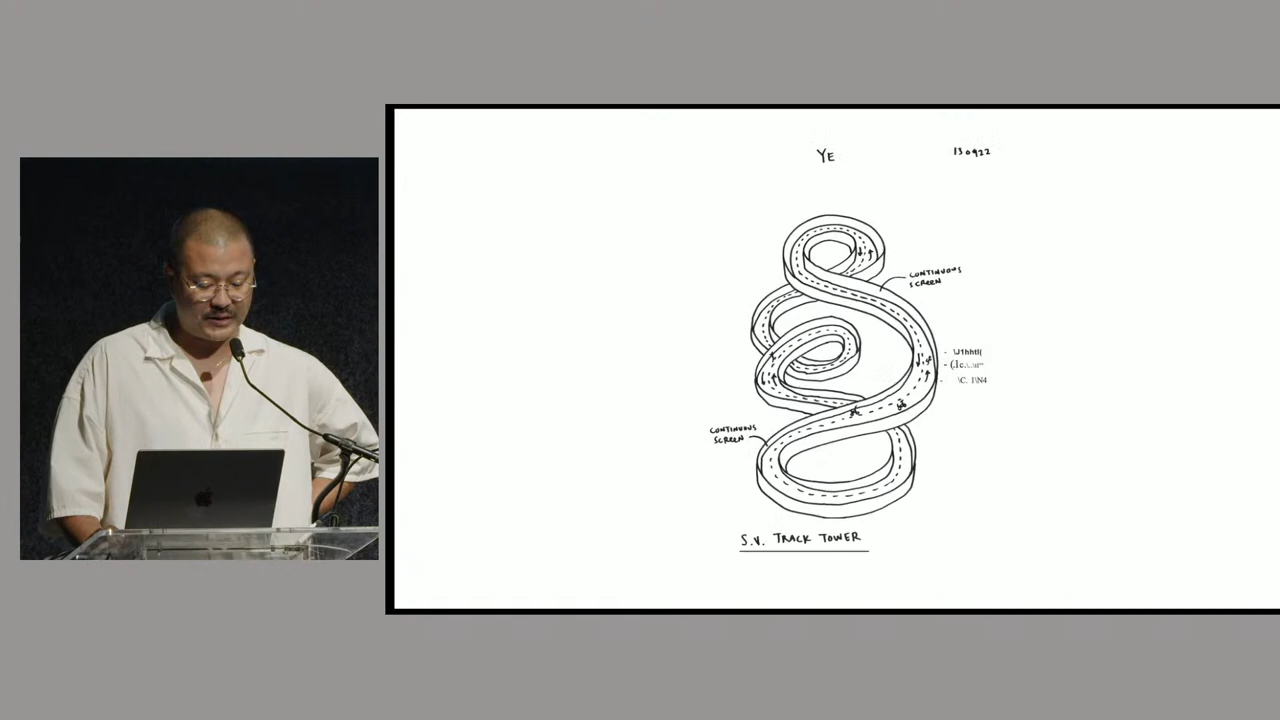 YE
130922
CONTINUOUS
SCREEN
CONTINUOUS
SCREEN
S.V. TRACK TOWER